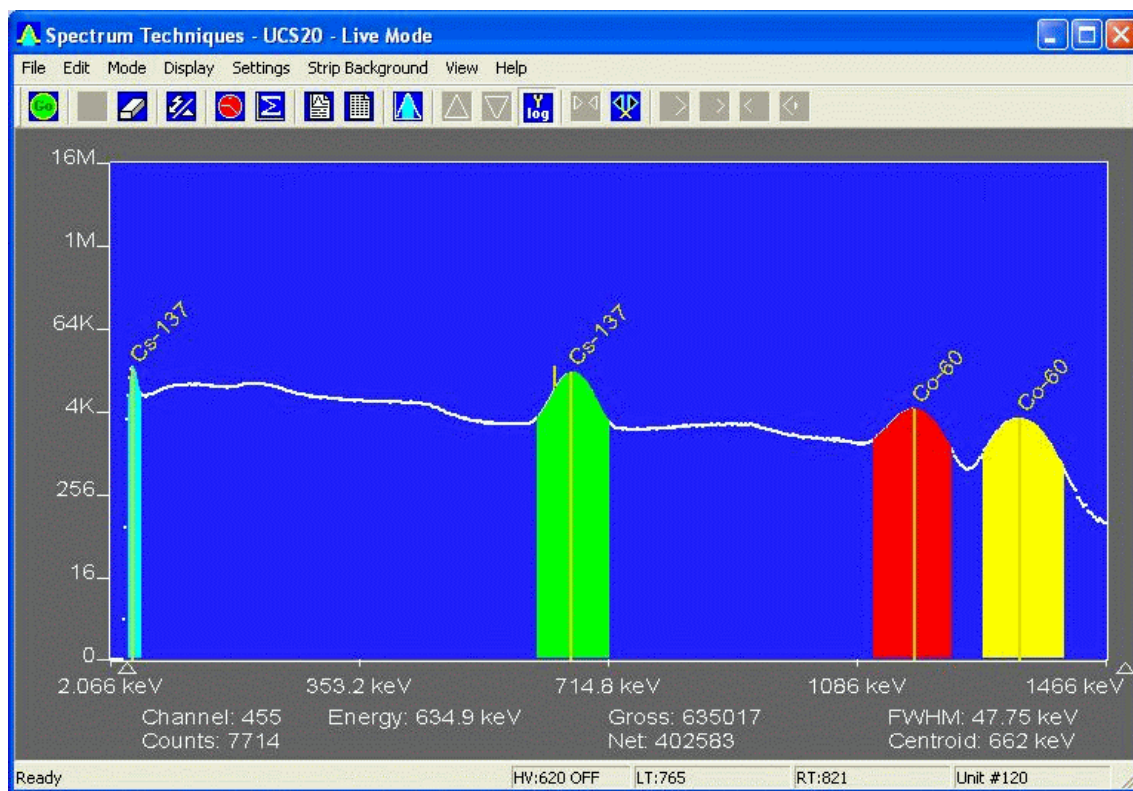 Spectrum Techniques - UCS20 - Live Mode
File Edit Mode Display Settings Strip Background View Help
Go Y log
16M
1M
64K
4K
256
16
0
Cs-137
Cs-137
Co-60
Co-60
2.066 keV 353.2 keV 714.8 keV 1086 keV 1466 keV
Channel: 455 Energy: 634.9 keV Gross: 635017 FWHM: 47.75 keV
Counts: 7714 Net: 402583 Centroid: 662 keV
Ready HV:620 OFF LT:765 RT:821 Unit #120